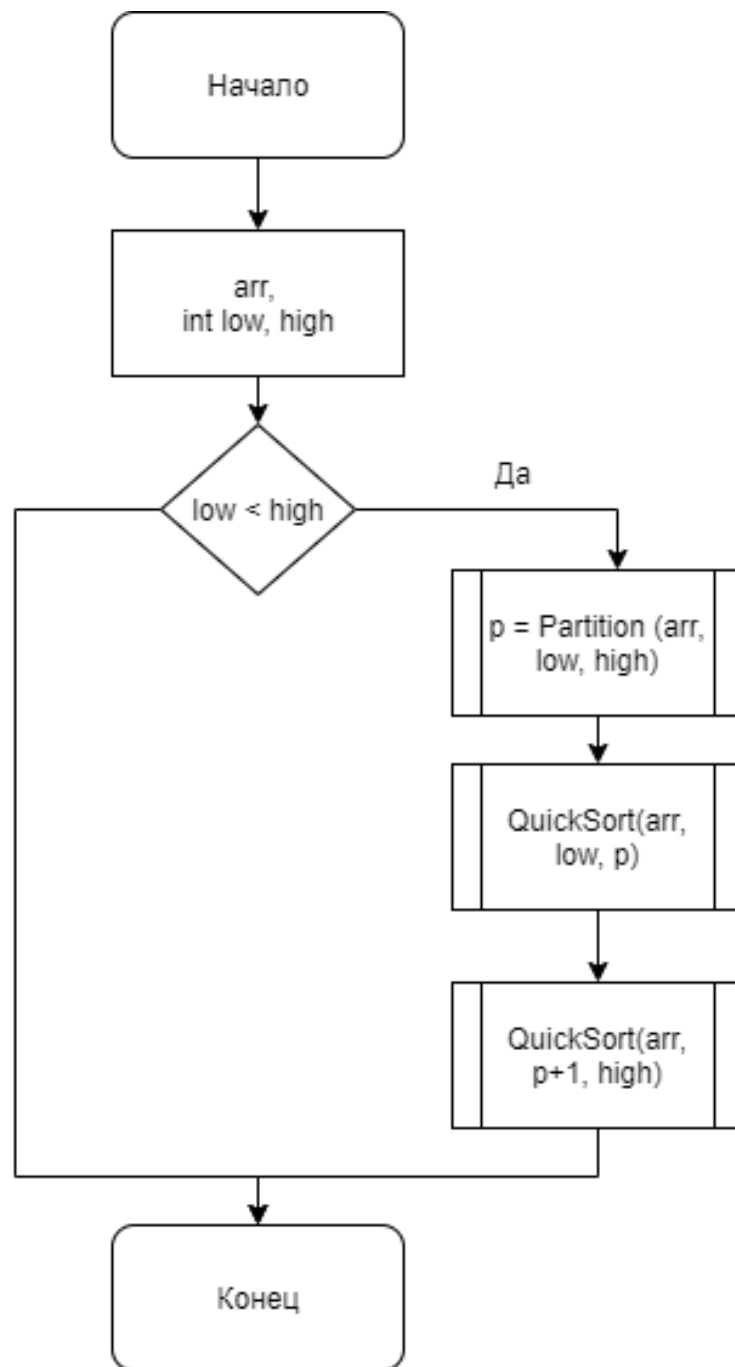 Начало
arr,
int low, high
low < high
Да
p = Partition (arr,
low, high)
QuickSort(arr,
low, p)
QuickSort(arr,
p+1, high)
Конец